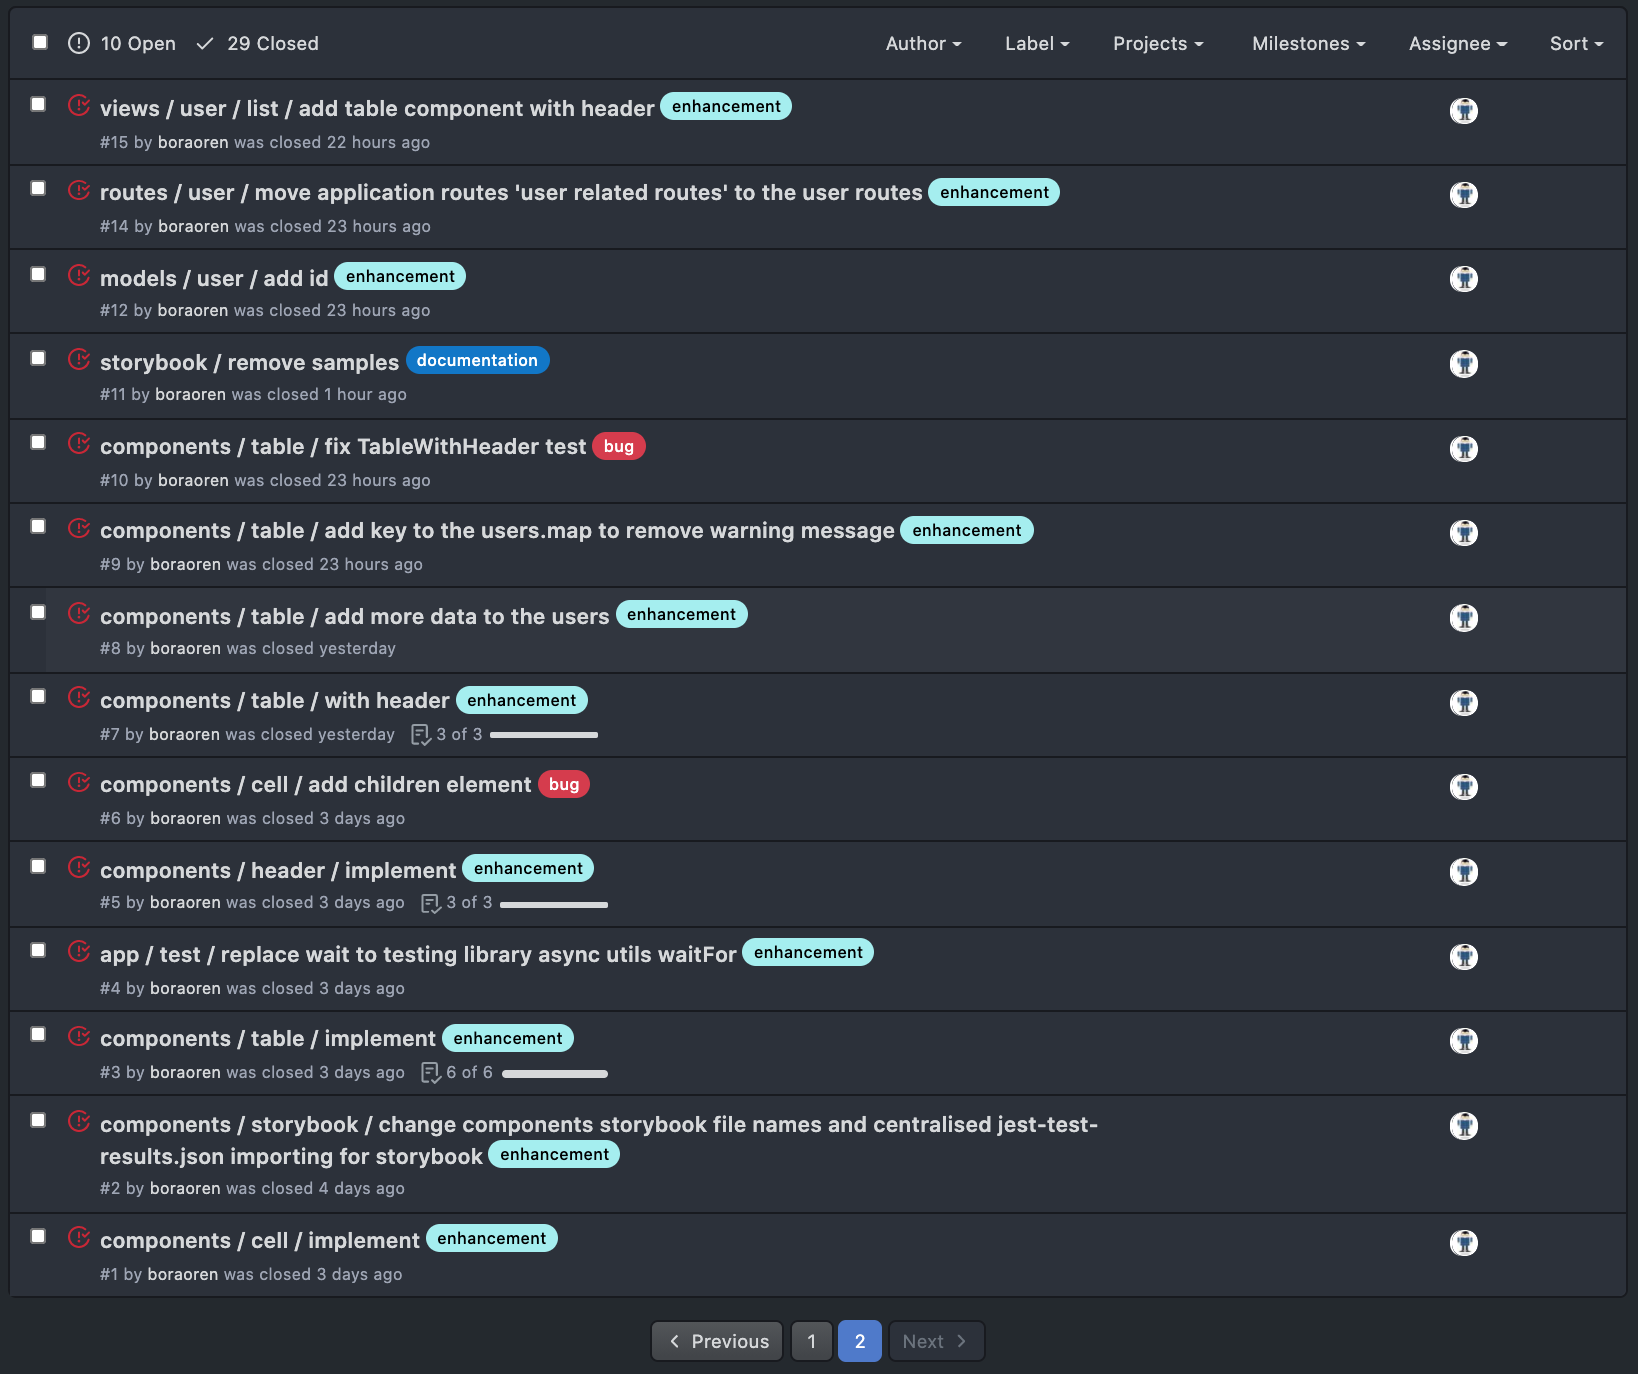 10 Open 29 Closed Author Label Projects Milestones Assignee Sort
views / user / list / add table component with header enhancement
#15 by boraoren was closed 22 hours ago
routes / user / move application routes 'user related routes' to the user routes enhancement
#14 by boraoren was closed 23 hours ago
models / user / add id enhancement
#12 by boraoren was closed 23 hours ago
storybook / remove samples documentation
#11 by boraoren was closed 1 hour ago
components / table / fix TableWithHeader test bug
#10 by boraoren was closed 23 hours ago
components / table / add key to the users.map to remove warning message enhancement
#9 by boraoren was closed 23 hours ago
components / table / add more data to the users enhancement
#8 by boraoren was closed yesterday
components / table / with header enhancement
#7 by boraoren was closed yesterday 3 of 3
components / cell / add children element bug
#6 by boraoren was closed 3 days ago
components / header / implement enhancement
#5 by boraoren was closed 3 days ago 3 of 3
app / test / replace wait to testing library async utils waitFor enhancement
#4 by boraoren was closed 3 days ago
components / table / implement enhancement
#3 by boraoren was closed 3 days ago 6 of 6
components / storybook / change components storybook file names and centralised jest-test-
results.json importing for storybook enhancement
#2 by boraoren was closed 4 days ago
components / cell / implement enhancement
#1 by boraoren was closed 3 days ago
Previous 1 2 Next